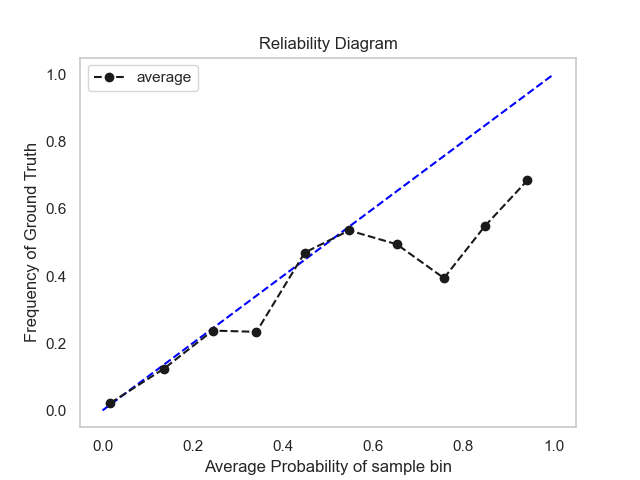 Reliability Diagram
average
Frequency of Ground Truth
1.0
0.8
0.6
0.4
0.2
0.0
0.0 0.2 0.4 0.6 0.8 1.0
Average Probability of sample bin